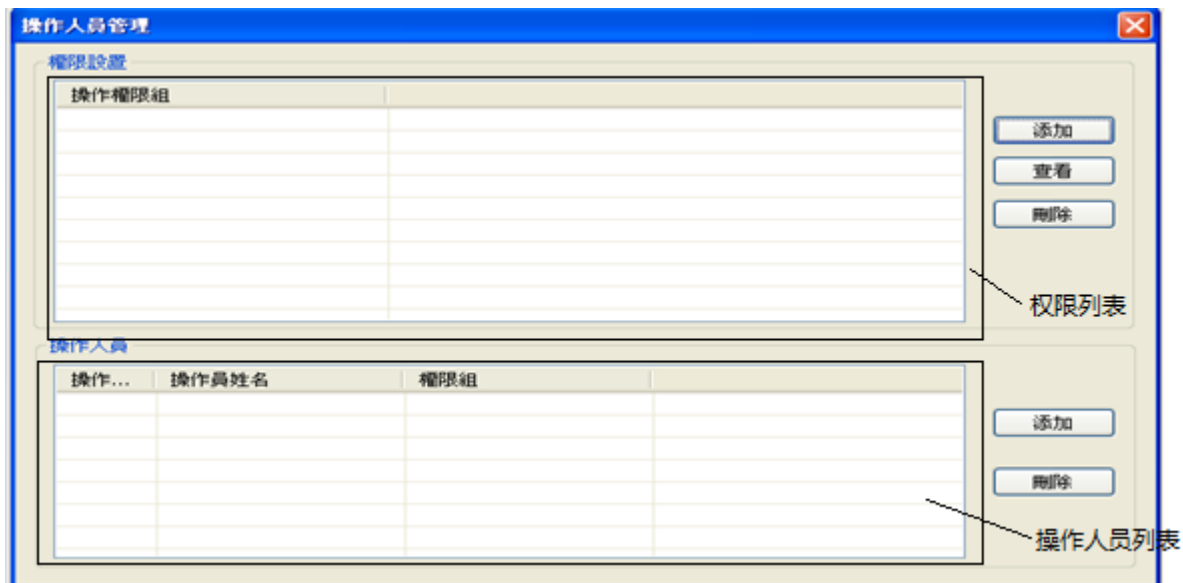 操作人员管理
權限設置
操作權限組
添加
查看
刪除
权限列表
操作人員
操作... 操作員姓名 權限組
添加
刪除
操作人员列表